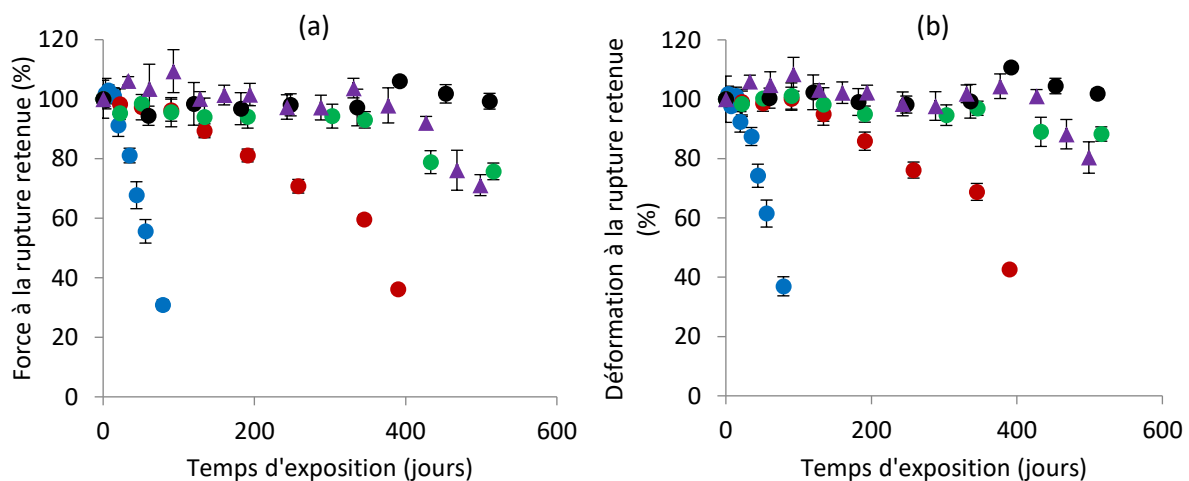 (a)
Force à la rupture retenue (%)
120
100
80
60
40
20
0
0 200 400 600
Temps d'exposition (jours)
(b)
Déformation à la rupture retenue
(%)
120
100
80
60
40
20
0
0 200 400 600
Temps d'exposition (jours)